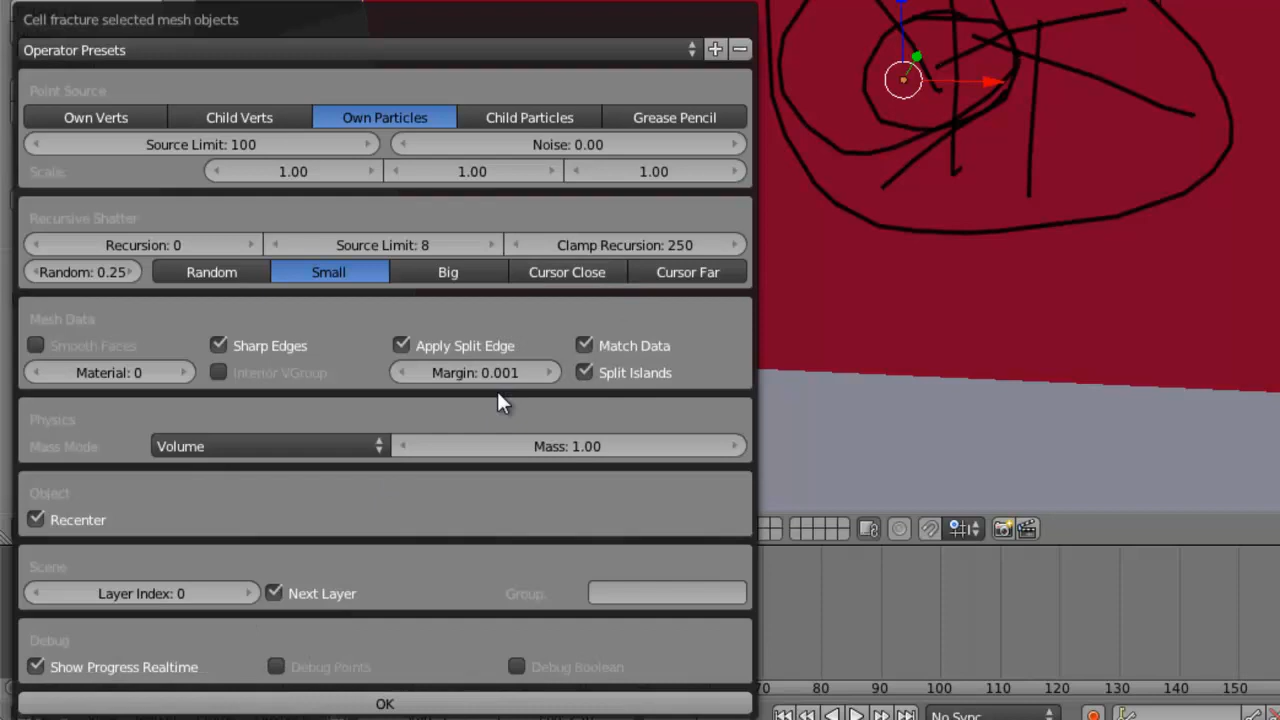 Cell fracture selected mesh objects
Operator Presets
Point Source
Own Verts Child Verts Own Particles Child Particles Grease Pencil
Source Limit: 100 Noise: 0.00
Scale: 1.00 1.00 1.00
Recursive Shatter
Recursion: 0 Source Limit: 8 Clamp Recursion: 250
Random: 0.25 Random Small Big Cursor Close Cursor Far
Mesh Data
Smooth Faces Sharp Edges Apply Split Edge Match Data
Material: 0 Interior VGroup Margin: 0.001 Split Islands
Physics
Mass Mode Volume Mass: 1.00
Object
Recenter
Scene
Layer Index: 0 Next Layer Group:
Debug
Show Progress Realtime Debug Points Debug Boolean
OK
70 80 90 100 110 120 130 140 150
No Sync